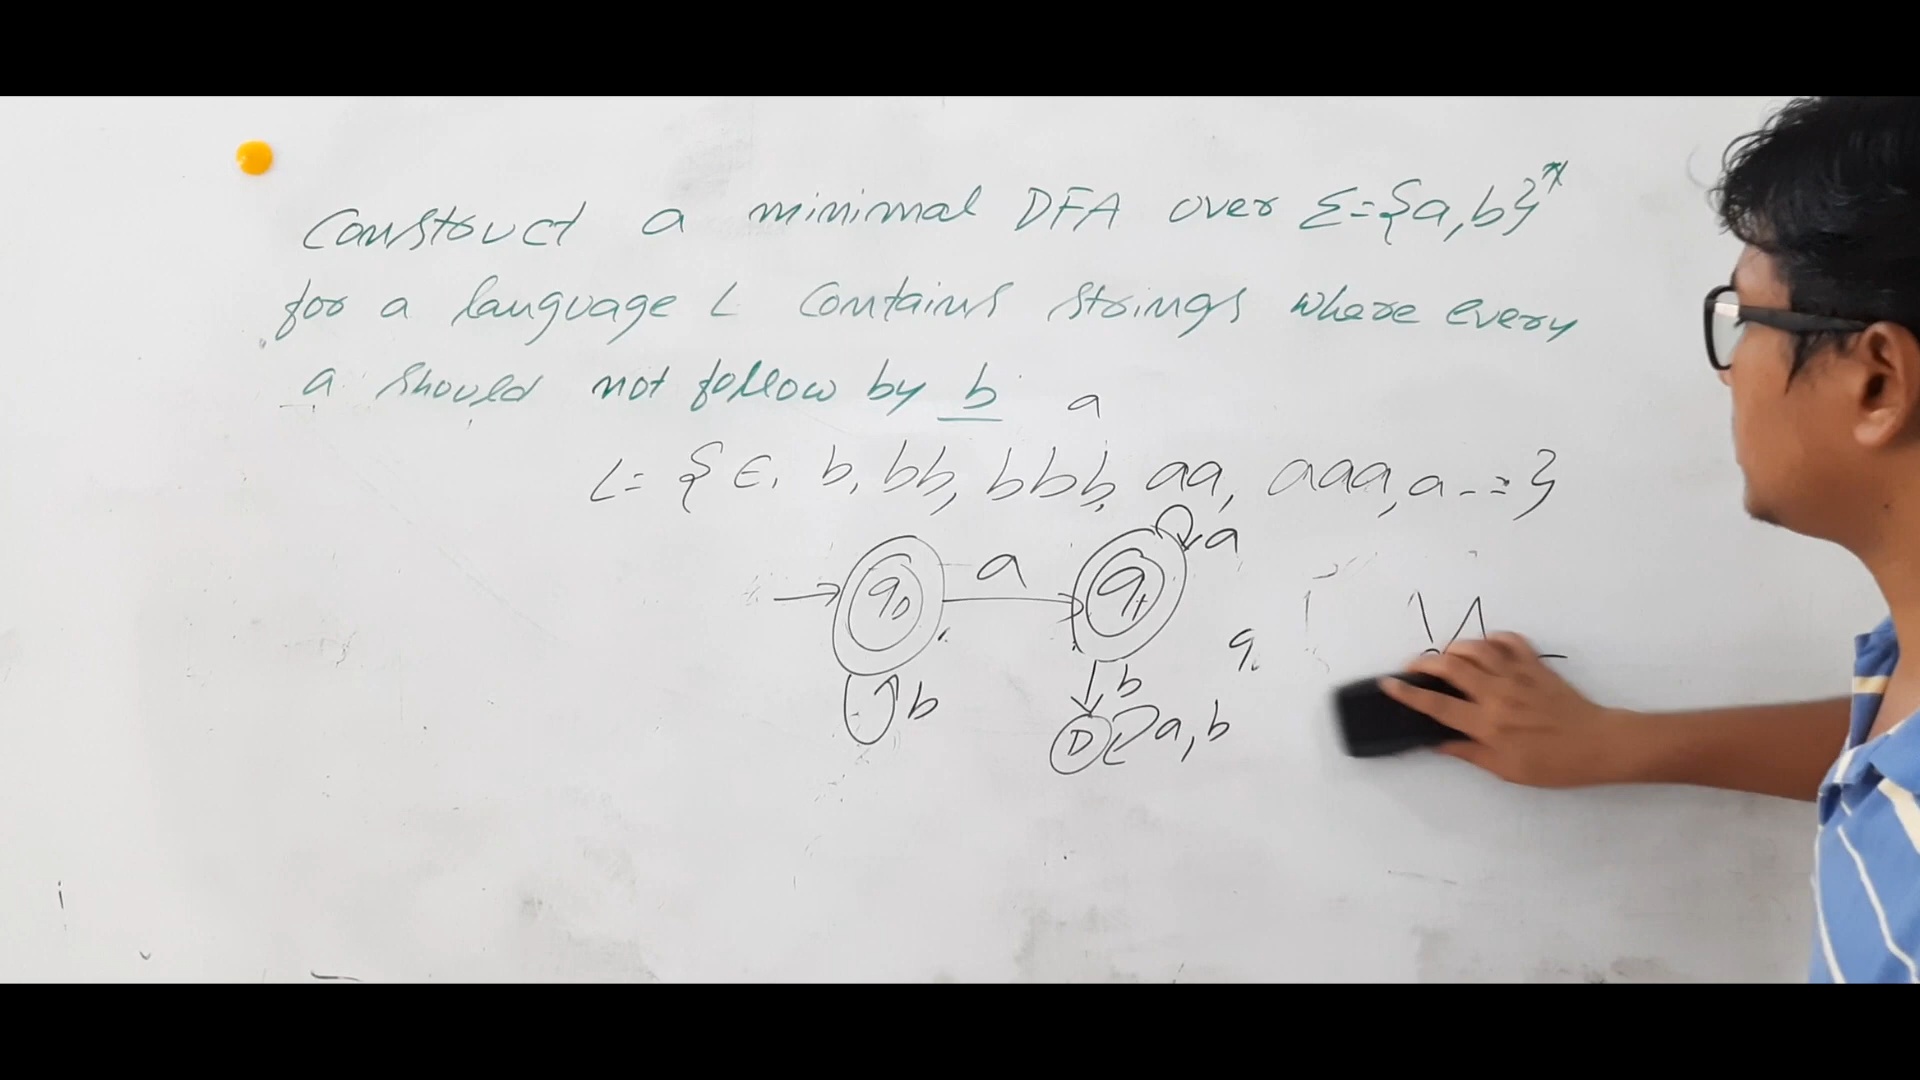 Construct a minimal DFA over Σ={a,b}*
for a language L contains strings where every
a should not follow by b
a
L= { ϵ, b, bb, bbb, aa, aaa, a --= }
a
a
q0
q1
q
b
b
D
a, b